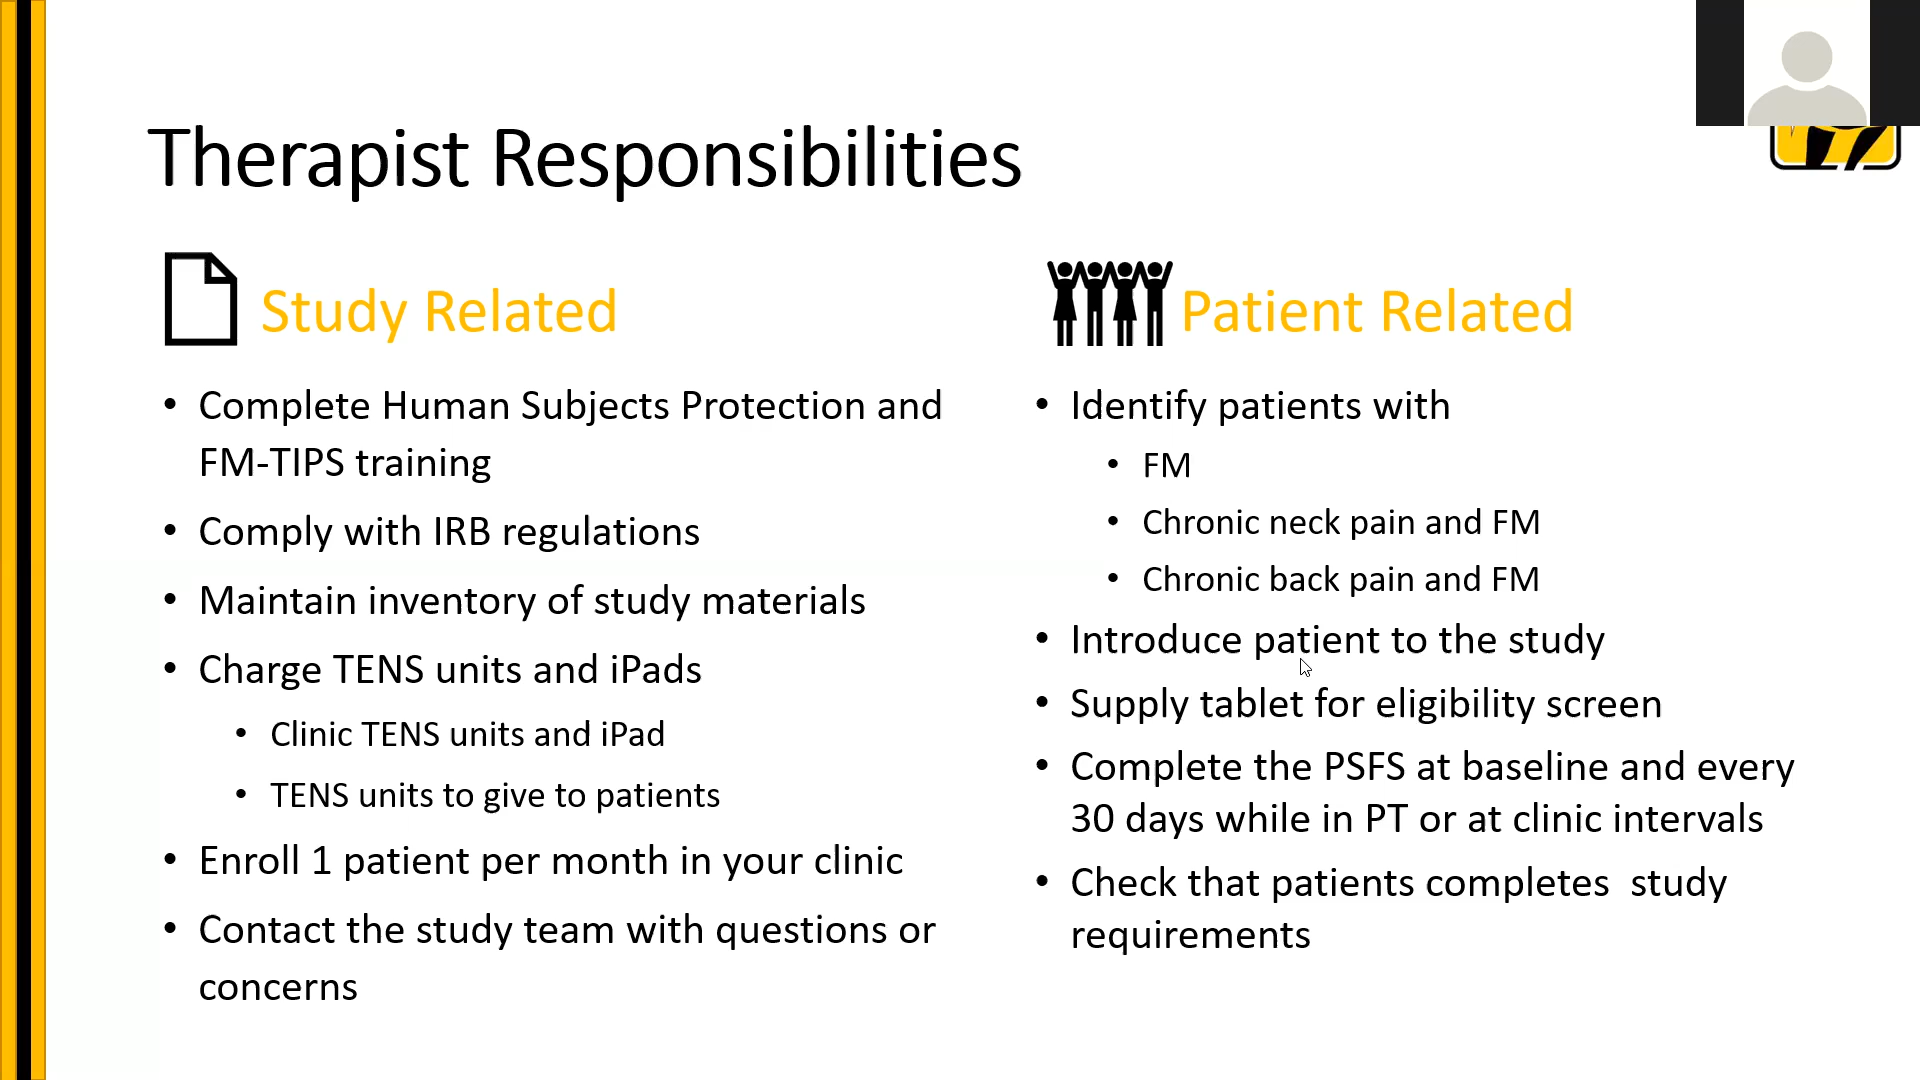 Therapist Responsibilities
Study Related
• Complete Human Subjects Protection and
FM-TIPS training
• Comply with IRB regulations
• Maintain inventory of study materials
• Charge TENS units and iPads
• Clinic TENS units and iPad
• TENS units to give to patients
• Enroll 1 patient per month in your clinic
• Contact the study team with questions or
concerns
Patient Related
• Identify patients with
• FM
• Chronic neck pain and FM
• Chronic back pain and FM
• Introduce patient to the study
• Supply tablet for eligibility screen
• Complete the PSFS at baseline and every
30 days while in PT or at clinic intervals
• Check that patients completes  study
requirements